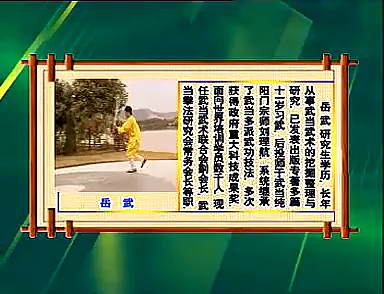 岳 武 研究生学历 长年
从事武当武术的挖掘整理与
研究 已发表出版专著多篇
十一岁习武 后投师于武当纯
阳门宗师刘理航 系统继承
了武当多派武功技法 多次
获得政府重大科技成果奖
面向世界培训学员数千人 现
任武当武术联合会副会长 武
当拳法研究会常务会长等职
岳 武